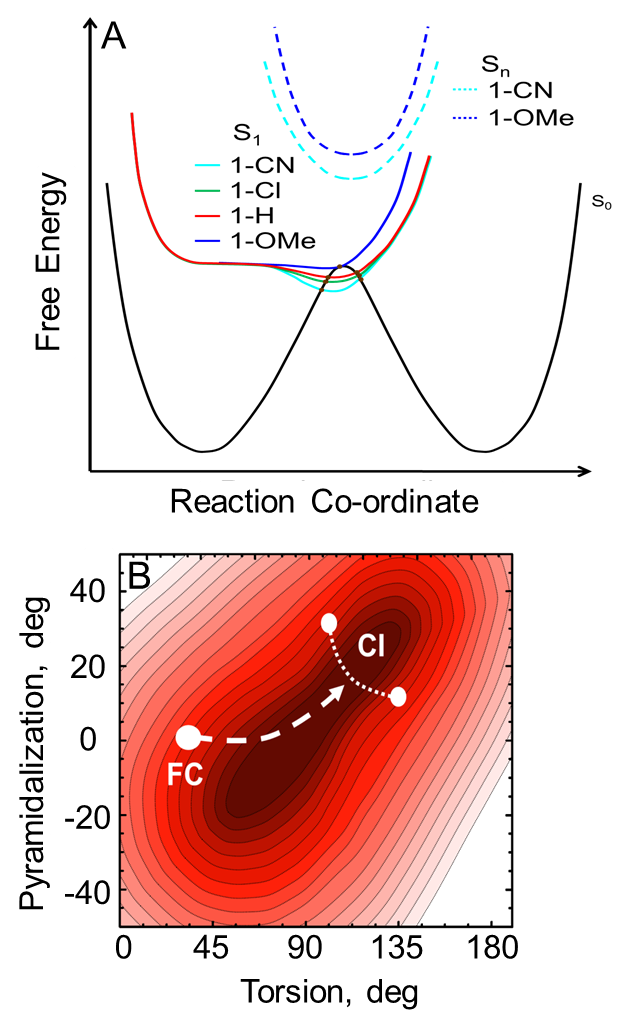 A
Sn
1-CN
1-OMe
S1
1-CN
1-Cl
1-H
1-OMe
S0
Free Energy
Reaction Co-ordinate
B
40
20
0
-20
-40
CI
FC
Pyramidalization, deg
0 45 90 135 180
Torsion, deg